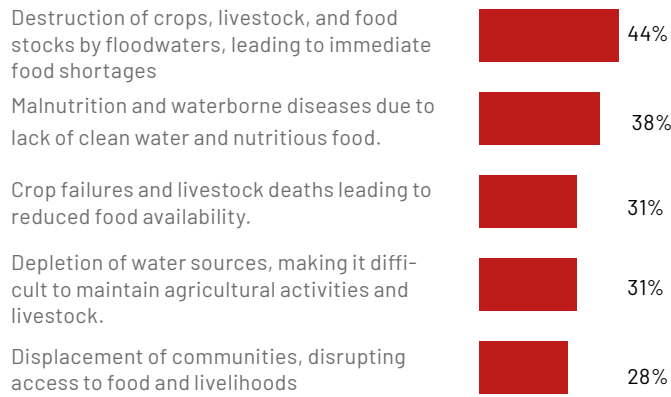 Destruction of crops, livestock, and food
stocks by floodwaters, leading to immediate
food shortages
44%
Malnutrition and waterborne diseases due to
lack of clean water and nutritious food.
38%
Crop failures and livestock deaths leading to
reduced food availability.
31%
Depletion of water sources, making it diffi-
cult to maintain agricultural activities and
livestock.
31%
Displacement of communities, disrupting
access to food and livelihoods
28%